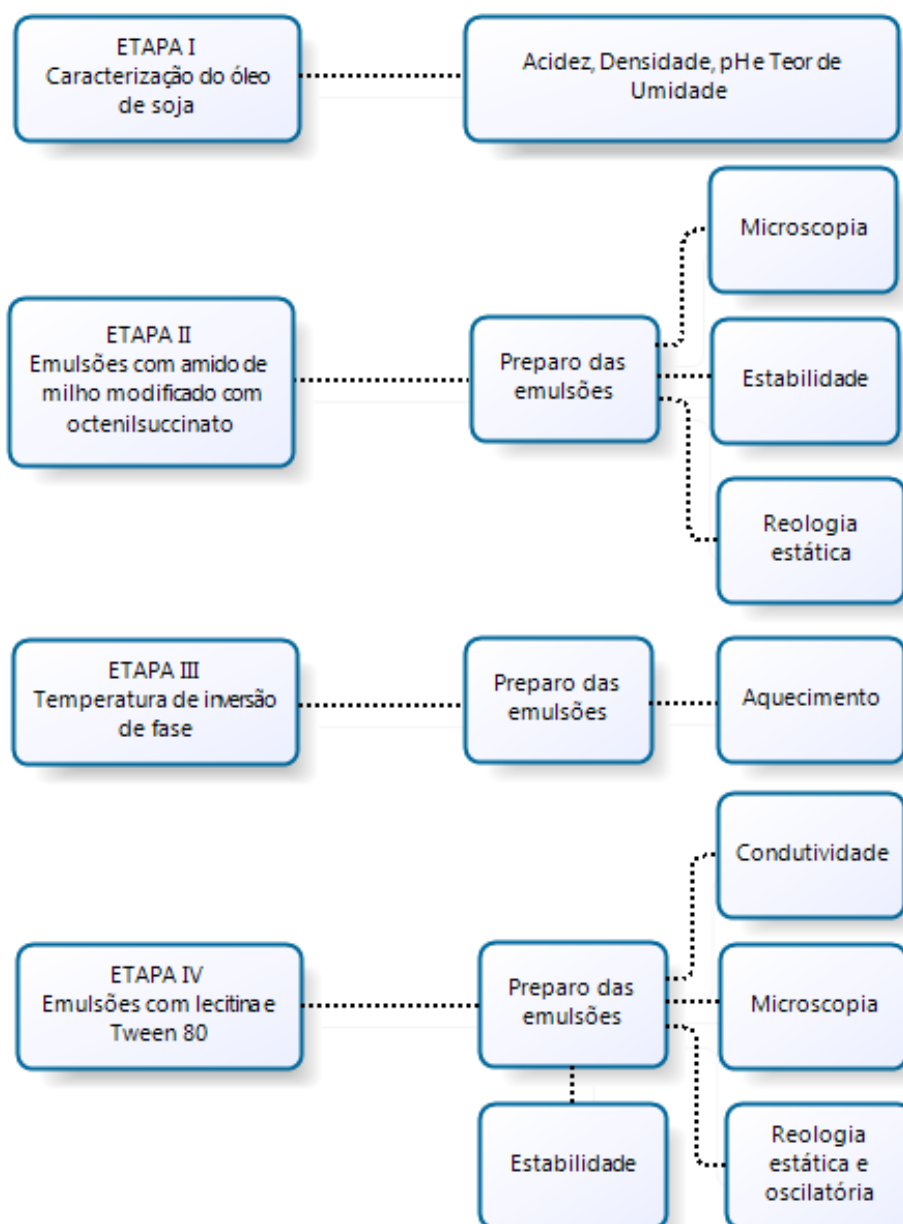 ETAPA I
Caracterização do óleo
de soja
Acidez, Densidade, pH e Teor de
Umidade
ETAPA II
Emulsões com amido de
milho modificado com
octenilsuccinato
Preparo das
emulsões
Microscopia
Estabilidade
Reologia
estática
ETAPA III
Temperatura de inversão
de fase
Preparo das
emulsões
Aquecimento
ETAPA IV
Emulsões com lecitina e
Tween 80
Preparo das
emulsões
Condutividade
Microscopia
Reologia
estática e
oscilatória
Estabilidade